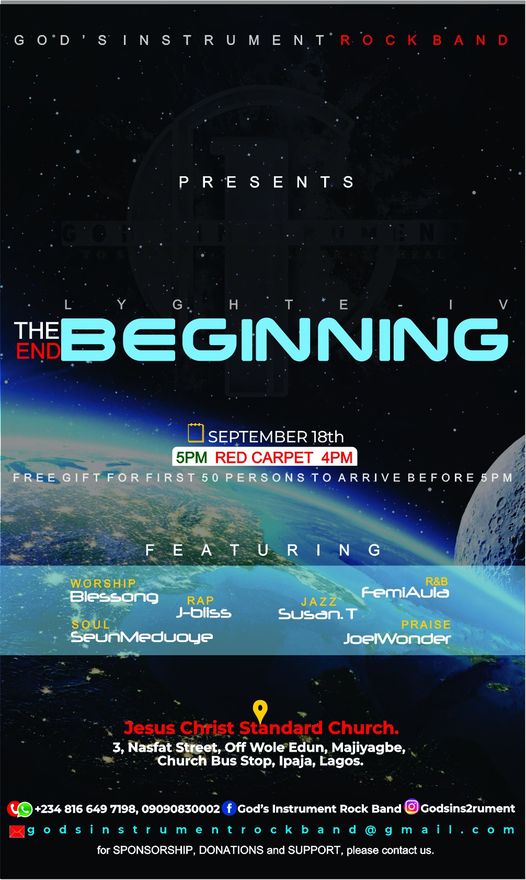 GOD'S INSTRUMENT ROCK BAND
PRESENTS
LYGHTE-IV
THE END BEGINNING
SEPTEMBER 18th
5PM RED CARPET 4PM
FREE GIFT FOR FIRST 50 PERSONS TO ARRIVE BEFORE 5PM
FEATURING
WORSHIP
Blessong
RAP
J-bliss
JAZZ
Susan.T
R&B
FemiAula
SOUL
SeunMeduoye
PRAISE
JoelWonder
Jesus Christ Standard Church.
3, Nasfat Street, Off Wole Edun, Majiyagbe,
Church Bus Stop, Ipaja, Lagos.
+234 816 649 7198, 09090830002 God's Instrument Rock Band Godsins2rument
godsinstrumentrockband@gmail.com
for SPONSORSHIP, DONATIONS and SUPPORT, please contact us.